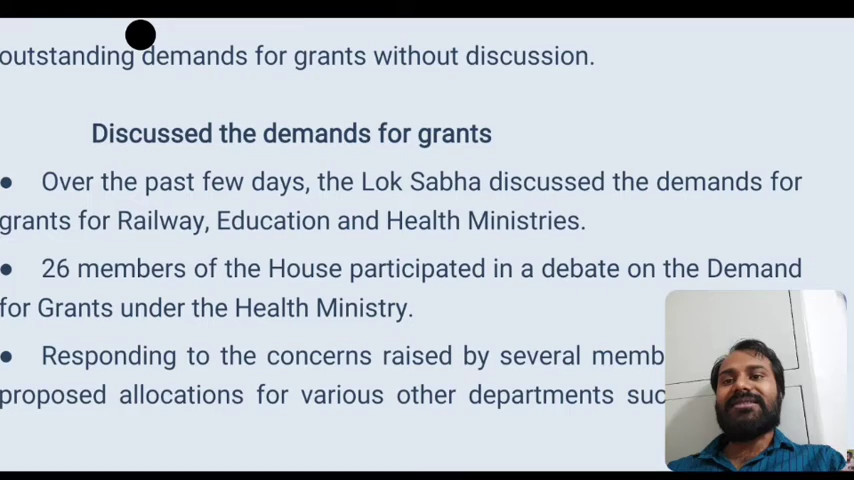 outstanding demands for grants without discussion.
Discussed the demands for grants
● Over the past few days, the Lok Sabha discussed the demands for
grants for Railway, Education and Health Ministries.
● 26 members of the House participated in a debate on the Demand
for Grants under the Health Ministry.
● Responding to the concerns raised by several
proposed allocations for various other departments